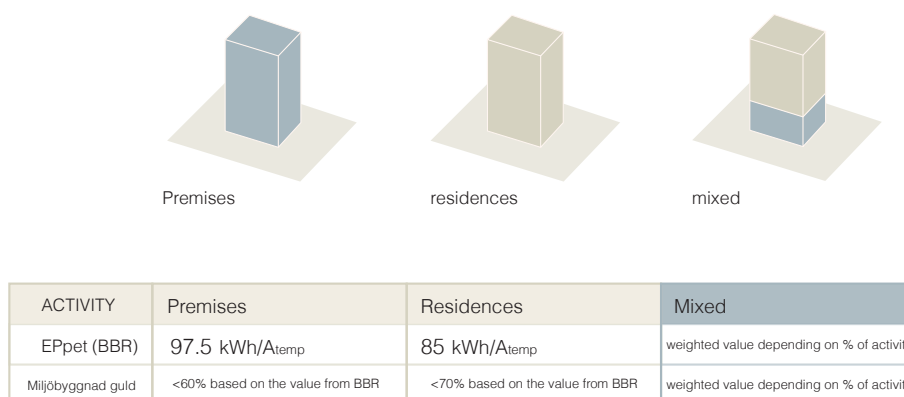 Premises residences mixed
ACTIVITY Premises Residences Mixed
EPpet (BBR) 97.5 kWh/Atemp 85 kWh/Atemp weighted value depending on % of activit
Miljöbyggnad guld <60% based on the value from BBR <70% based on the value from BBR weighted value depending on % of activit